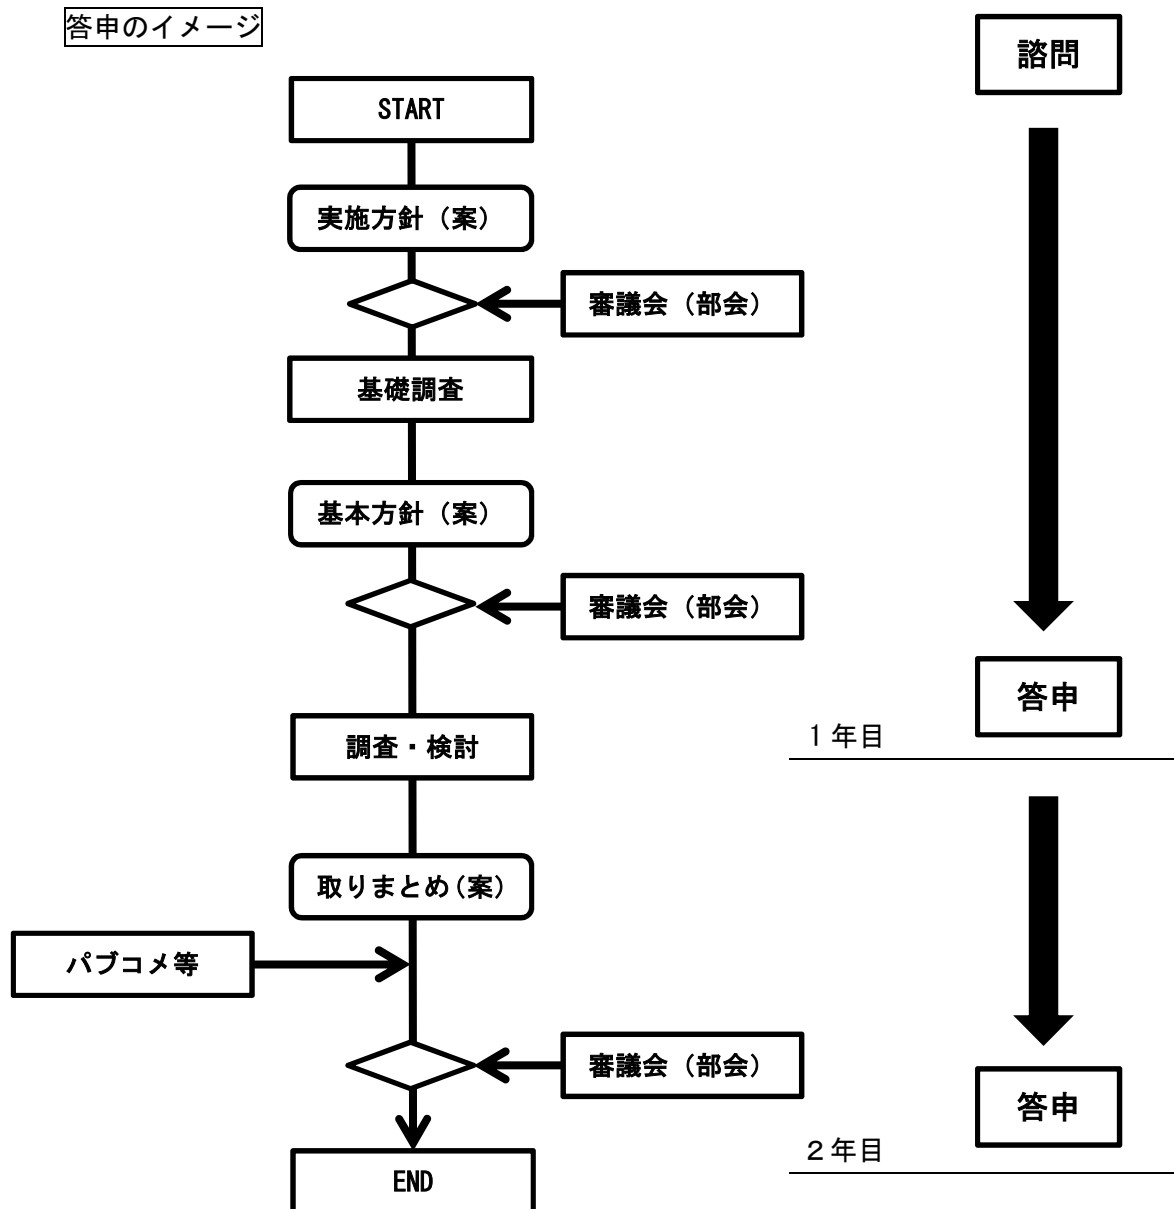 答申のイメージ
諮問
START
実施方針（案）
審議会（部会）
基礎調査
基本方針（案）
審議会（部会）
答申
１年目
調査・検討
取りまとめ(案)
パブコメ等
審議会（部会）
答申
２年目
END